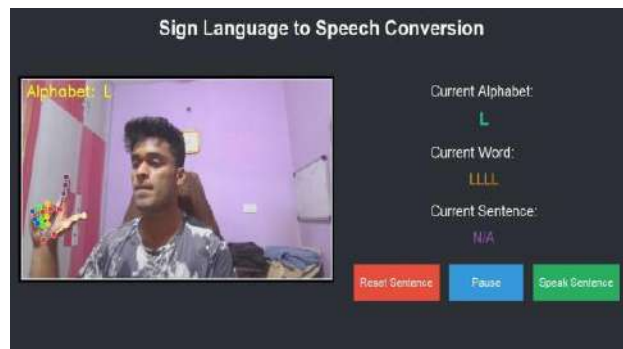 Sign Language to Speech Conversion
Alphabet: L
Current Alphabet:
L
Current Word:
LLLL
Current Sentence:
N/A
Reset Sentence
Pause
Speak Sentence